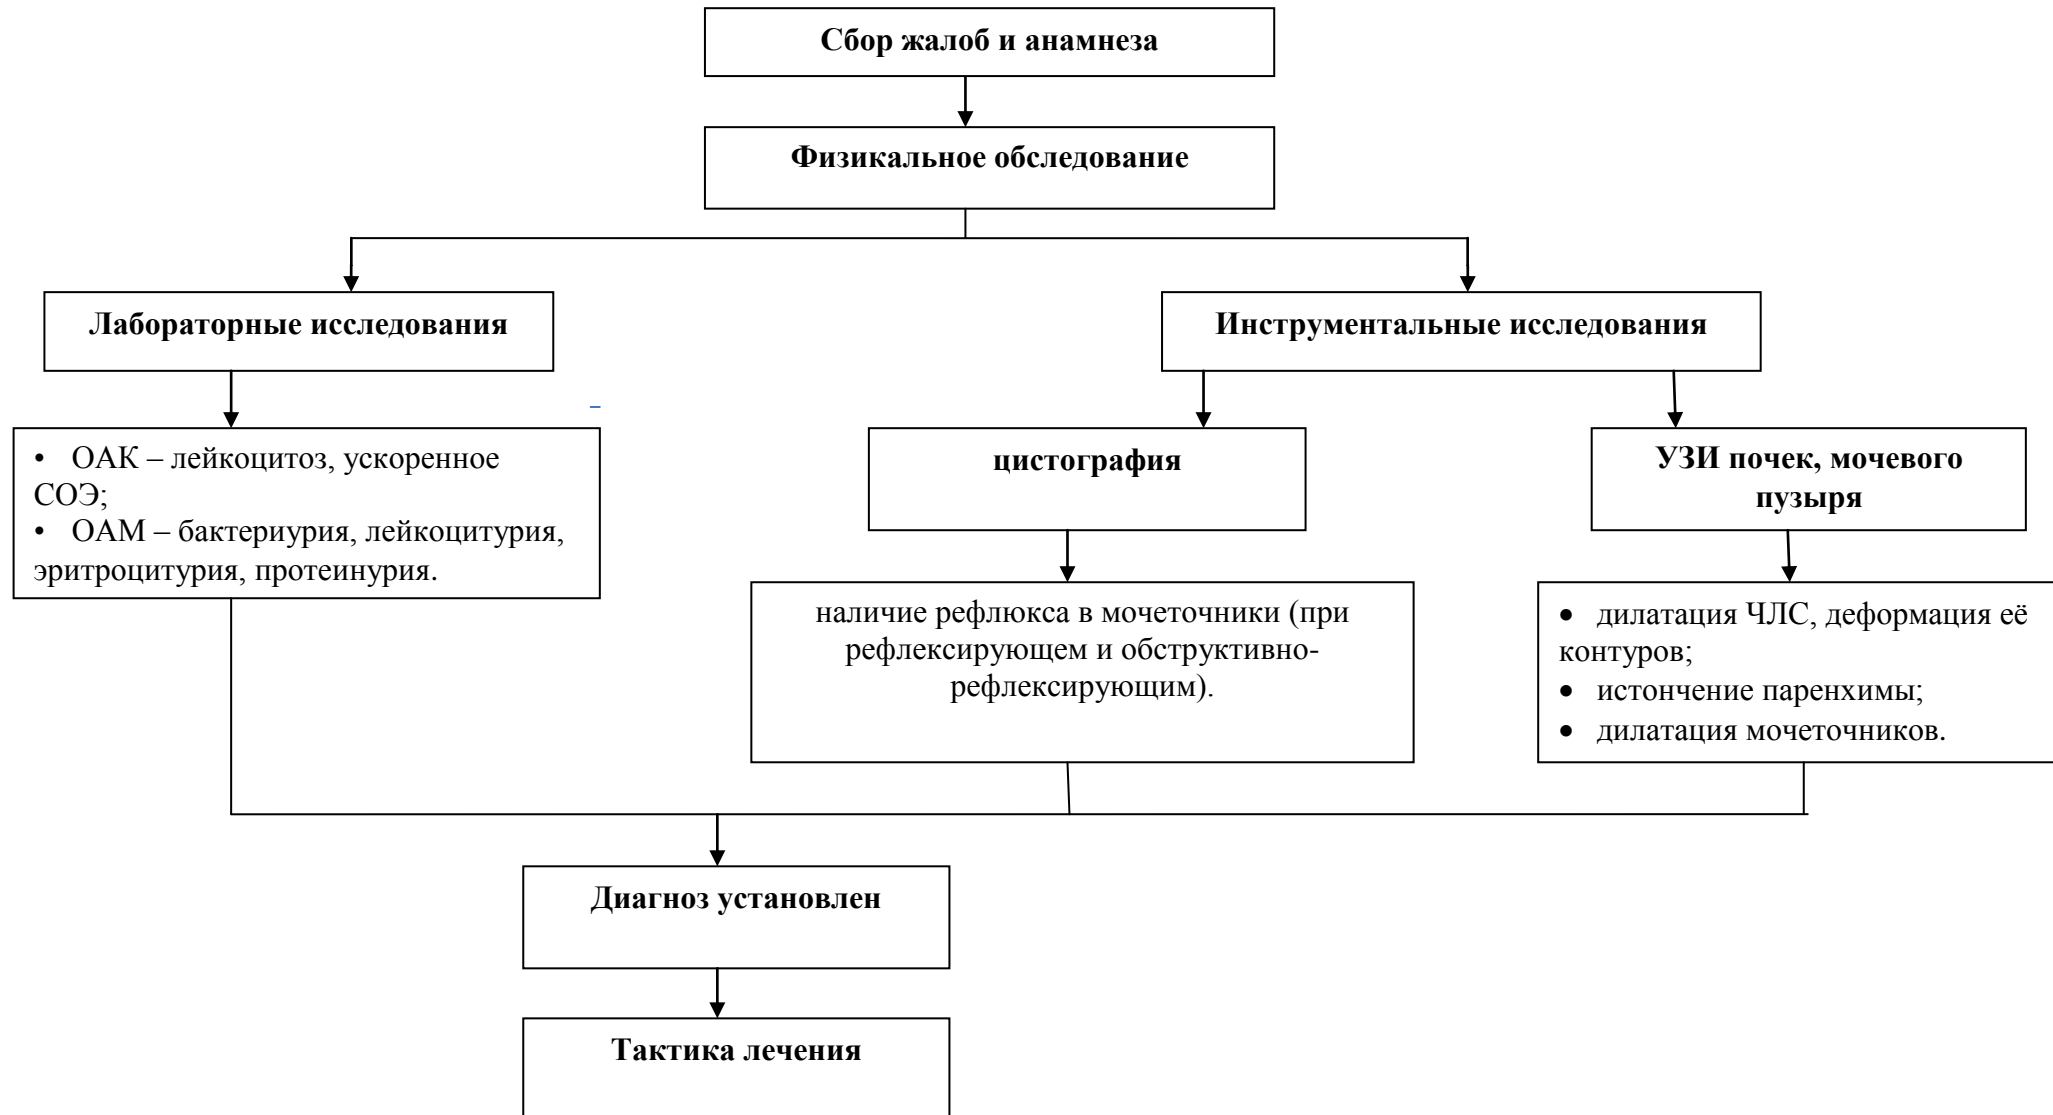 Сбор жалоб и анамнеза
Физикальное обследование
Лабораторные исследования
Инструментальные исследования
• ОАК – лейкоцитоз, ускоренное
СОЭ;
• ОАМ – бактериурия, лейкоцитурия,
эритроцитурия, протеинурия.
цистография
УЗИ почек, мочевого
пузыря
наличие рефлюкса в мочеточники (при
рефлексирующем и обструктивно-
рефлексирующим).
• дилатация ЧЛС, деформация её
контуров;
• истончение паренхимы;
• дилатация мочеточников.
Диагноз установлен
Тактика лечения